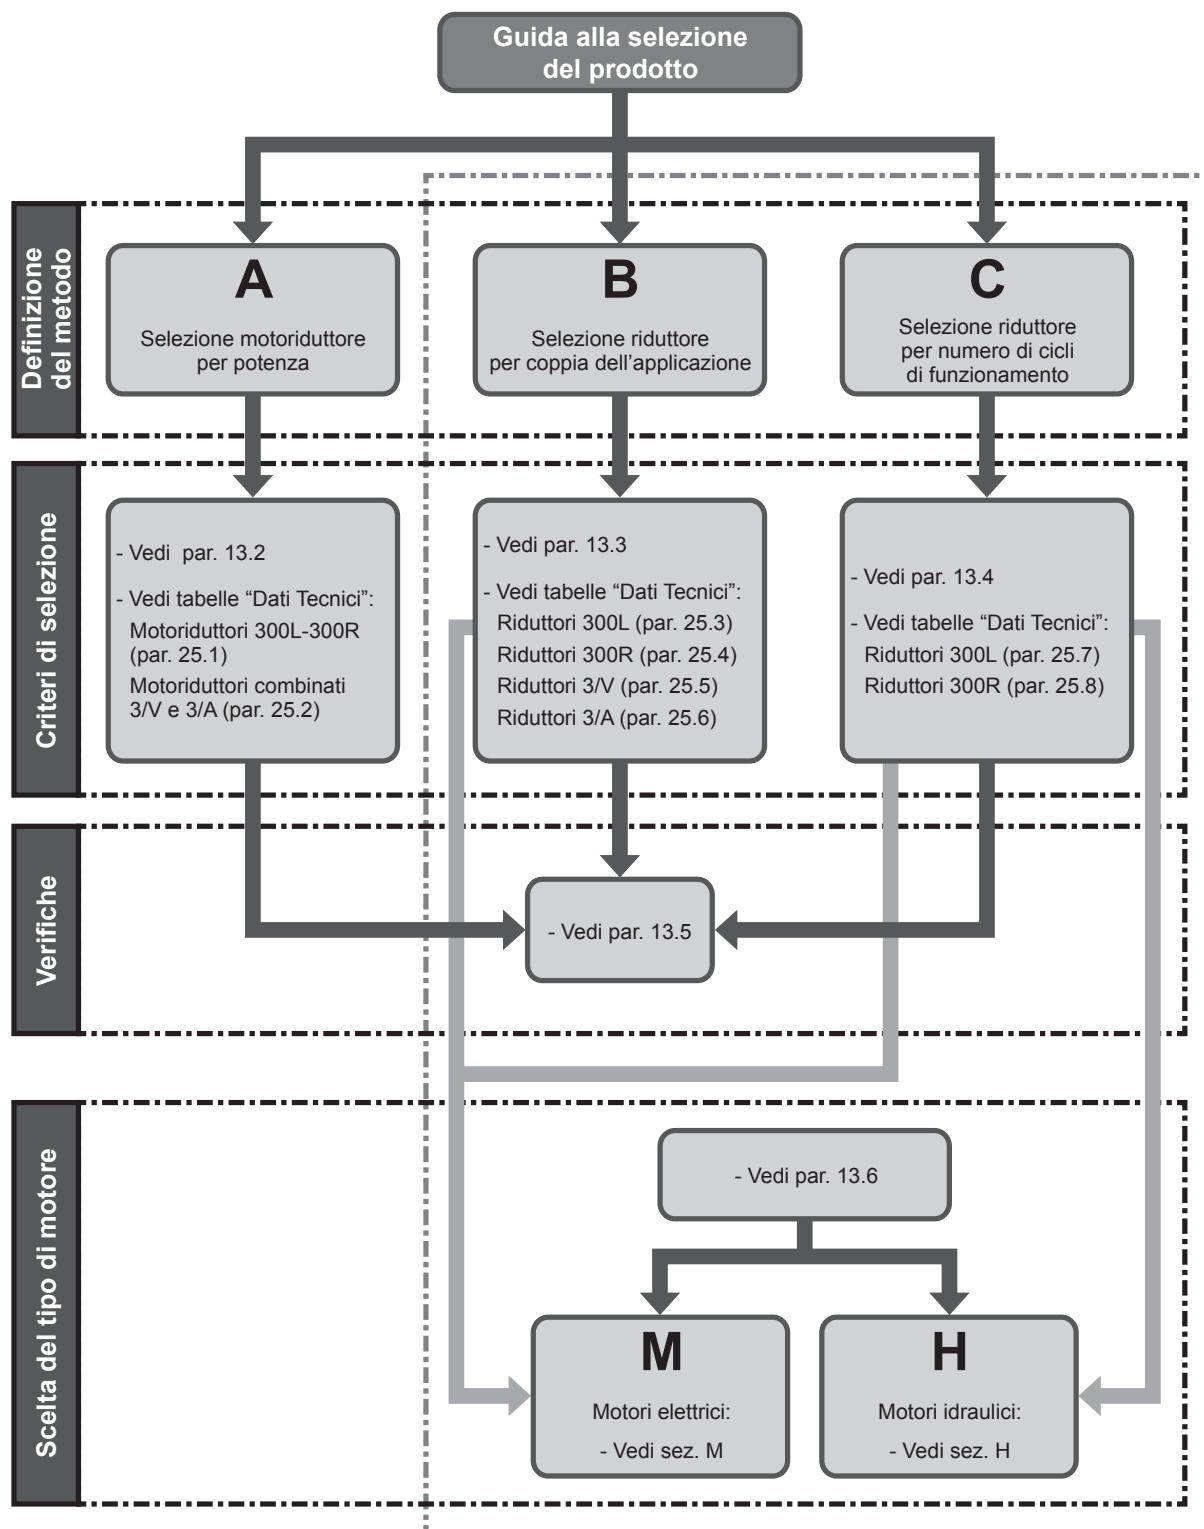 Guida alla selezione
del prodotto
Definizione
del metodo
A
Selezione motoriduttore
per potenza
B
Selezione riduttore
per coppia dell'applicazione
C
Selezione riduttore
per numero di cicli
di funzionamento
Criteri di selezione
- Vedi par. 13.2
- Vedi tabelle “Dati Tecnici”:
Motoriduttori 300L-300R
(par. 25.1)
Motoriduttori combinati
3/V e 3/A (par. 25.2)
- Vedi par. 13.3
- Vedi tabelle “Dati Tecnici”:
Riduttori 300L (par. 25.3)
Riduttori 300R (par. 25.4)
Riduttori 3/V (par. 25.5)
Riduttori 3/A (par. 25.6)
- Vedi par. 13.4
- Vedi tabelle “Dati Tecnici”:
Riduttori 300L (par. 25.7)
Riduttori 300R (par. 25.8)
Verifiche
- Vedi par. 13.5
Scelta del tipo di motore
- Vedi par. 13.6
M
Motori elettrici:
- Vedi sez. M
H
Motori idraulici:
- Vedi sez. H